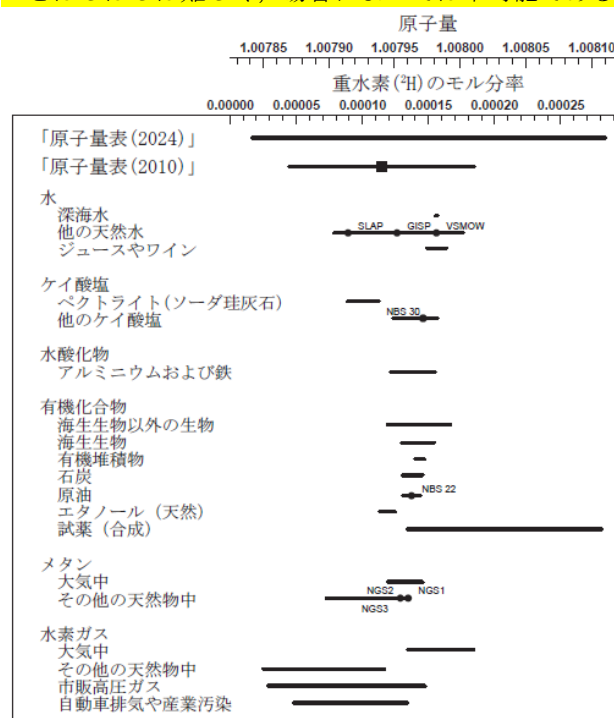 原子量
1.00785 1.00790 1.00795 1.00800 1.00805 1.00810
重水素(²H)のモル分率
0.00000 0.00005 0.00010 0.00015 0.00020 0.00025
「原子量表(2024)」
「原子量表(2010)」
水
深海水
他の天然水 SLAP GISP VSMOW
ジュースやワイン
ケイ酸塩
ペクトライト(ソーダ珪灰石)
他のケイ酸塩 NBS 30
水酸化物
アルミニウムおよび鉄
有機化合物
海生生物以外の生物
海生生物
有機堆積物
石炭
原油 NBS 22
エタノール（天然）
試薬（合成）
メタン
大気中
その他の天然物中 NGS2 NGS1
NGS3
水素ガス
大気中
その他の天然物中
市販高圧ガス
自動車排気や産業汚染